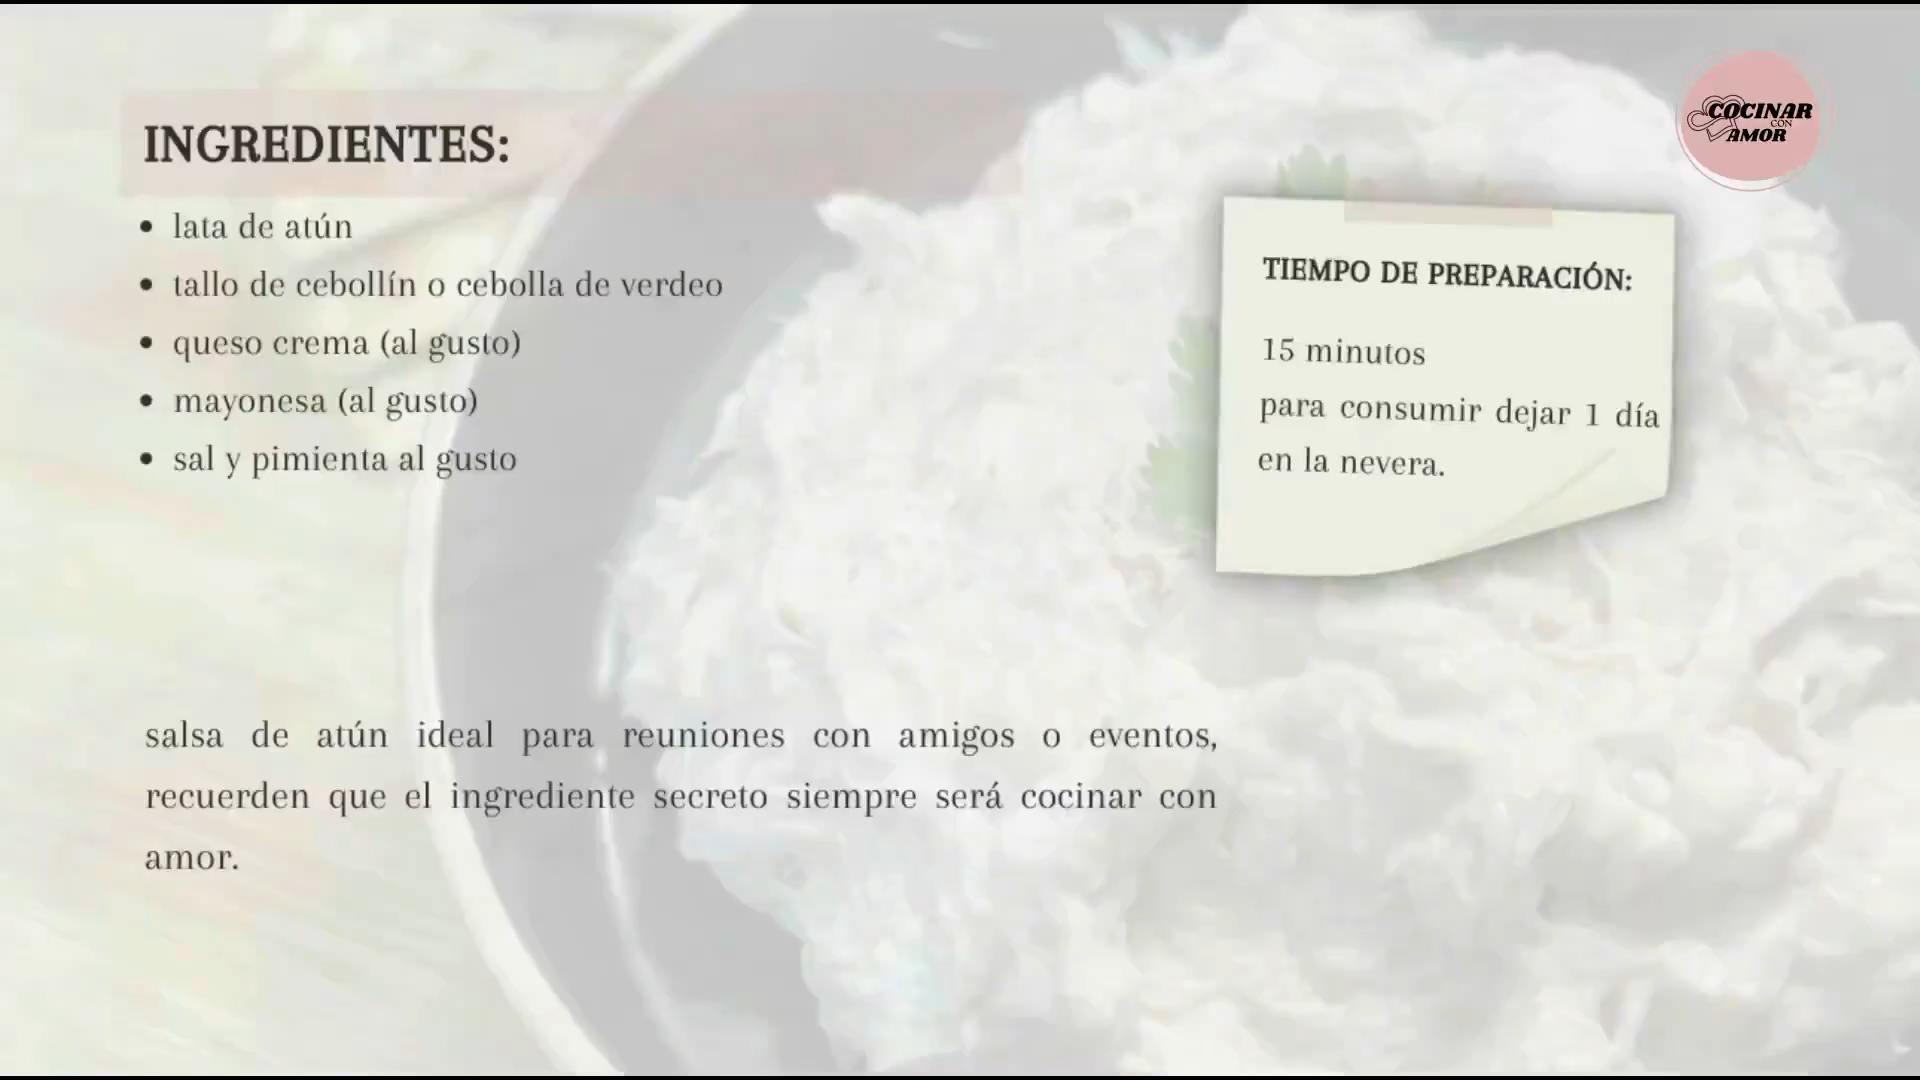 COCINAR
CON
AMOR
INGREDIENTES:
• lata de atún
• tallo de cebollín o cebolla de verdeo
• queso crema (al gusto)
• mayonesa (al gusto)
• sal y pimienta al gusto
TIEMPO DE PREPARACIÓN:
15 minutos
para consumir dejar 1 día
en la nevera.
salsa de atún ideal para reuniones con amigos o eventos,
recuerden que el ingrediente secreto siempre será cocinar con
amor.